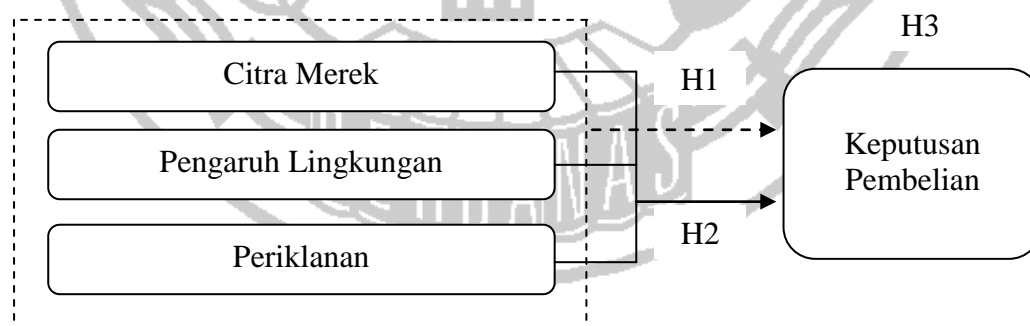 H3
Citra Merek
H1
Pengaruh Lingkungan
Keputusan
Pembelian
H2
Periklanan